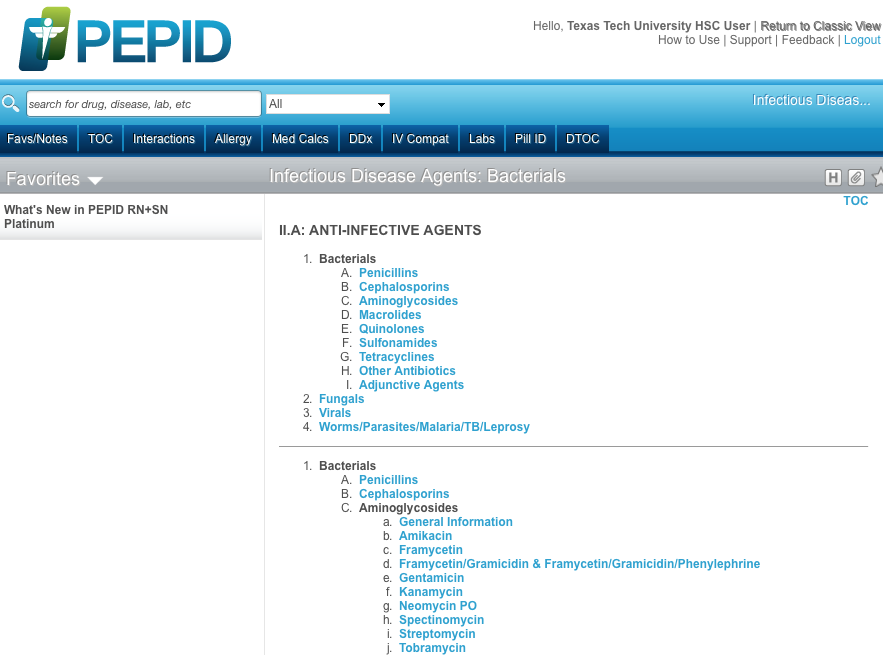 PEPID
Hello, Texas Tech University HSC User | Return to Classic View
How to Use | Support | Feedback | Logout
search for drug, disease, lab, etc
All
Infectious Diseas...
Favs/Notes TOC Interactions Allergy Med Calcs DDx IV Compat Labs Pill ID DTOC
Favorites
Infectious Disease Agents: Bacterials
H
TOC
What's New in PEPID RN+SN
Platinum
II.A: ANTI-INFECTIVE AGENTS
1. Bacterials
A. Penicillins
B. Cephalosporins
C. Aminoglycosides
D. Macrolides
E. Quinolones
F. Sulfonamides
G. Tetracyclines
H. Other Antibiotics
I. Adjunctive Agents
2. Fungals
3. Virals
4. Worms/Parasites/Malaria/TB/Leprosy
1. Bacterials
A. Penicillins
B. Cephalosporins
C. Aminoglycosides
a. General Information
b. Amikacin
c. Framycetin
d. Framycetin/Gramicidin & Framycetin/Gramicidin/Phenylephrine
e. Gentamicin
f. Kanamycin
g. Neomycin PO
h. Spectinomycin
i. Streptomycin
j. Tobramycin